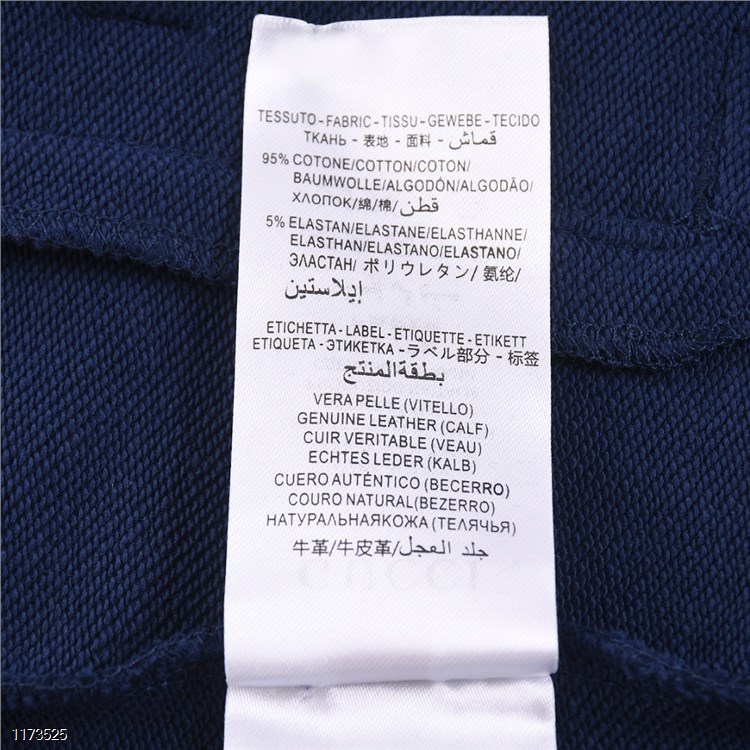 TESSUTO - FABRIC - TISSU - GEWEBE - TECIDO
ТКАНЬ - 表地 - 面料 - قماش
95% COTONE/COTTON/COTON/
BAUMWOLLE/ALGODÓN/ALGODÃO/
ХЛОПОК/綿/棉/قطن
5% ELASTAN/ELASTANE/ELASTHANNE/
ELASTHAN/ELASTANO/ELASTANO/
ЭЛАСТАН/ ポリウレタン/ 氨纶/
إيلاستين
ETICHETTA - LABEL - ETIQUETTE - ETIKETT
ETIQUETA - ЭТИКЕТКА - ラベル部分 - 标签
بطقة المنتج
VERA PELLE (VITELLO)
GENUINE LEATHER (CALF)
CUIR VERITABLE (VEAU)
ECHTES LEDER (KALB)
CUERO AUTÉNTICO (BECERRO)
COURO NATURAL (BEZERRO)
НАТУРАЛЬНАЯКОЖА (ТЕЛЯЧЬЯ)
牛革/牛皮革/جلد العجل
1173525